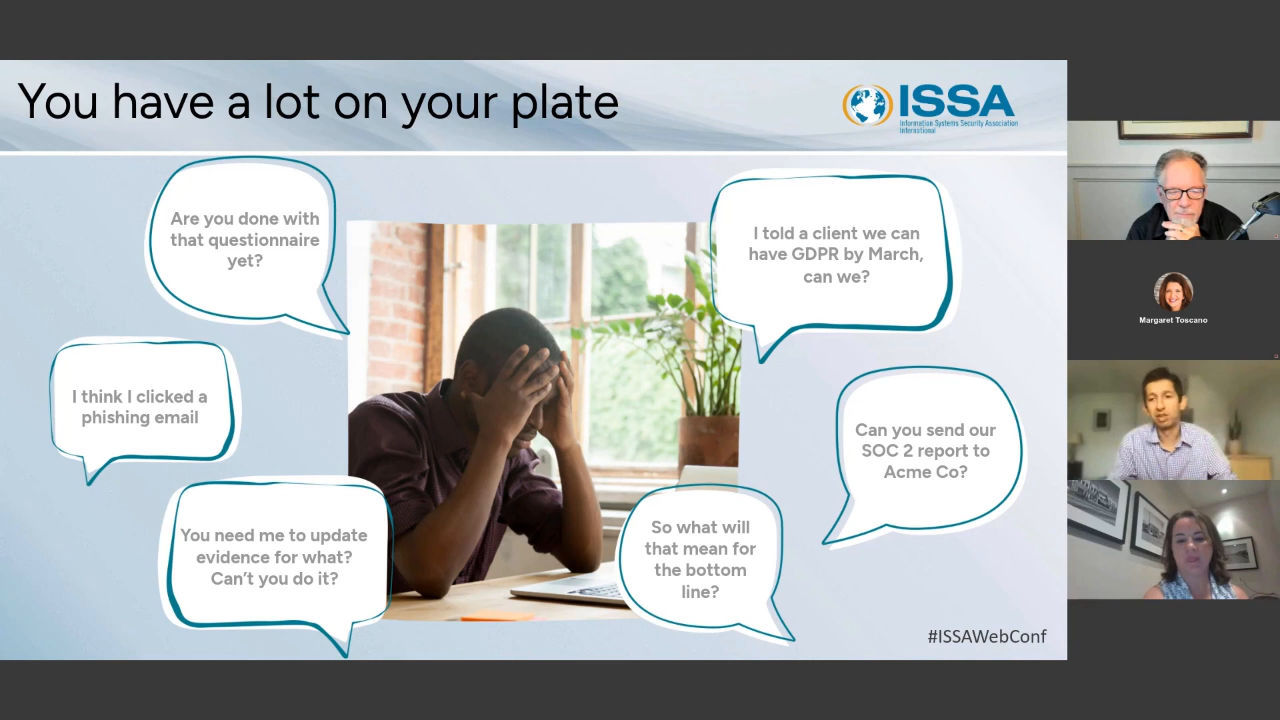 You have a lot on your plate
ISSA
Information Systems Security Association
International
Are you done with
that questionnaire
yet?
I told a client we can
have GDPR by March,
can we?
I think I clicked a
phishing email
Can you send our
SOC 2 report to
Acme Co?
You need me to update
evidence for what?
Can’t you do it?
So what will
that mean for
the bottom
line?
#ISSAWebConf
Margaret Toscano